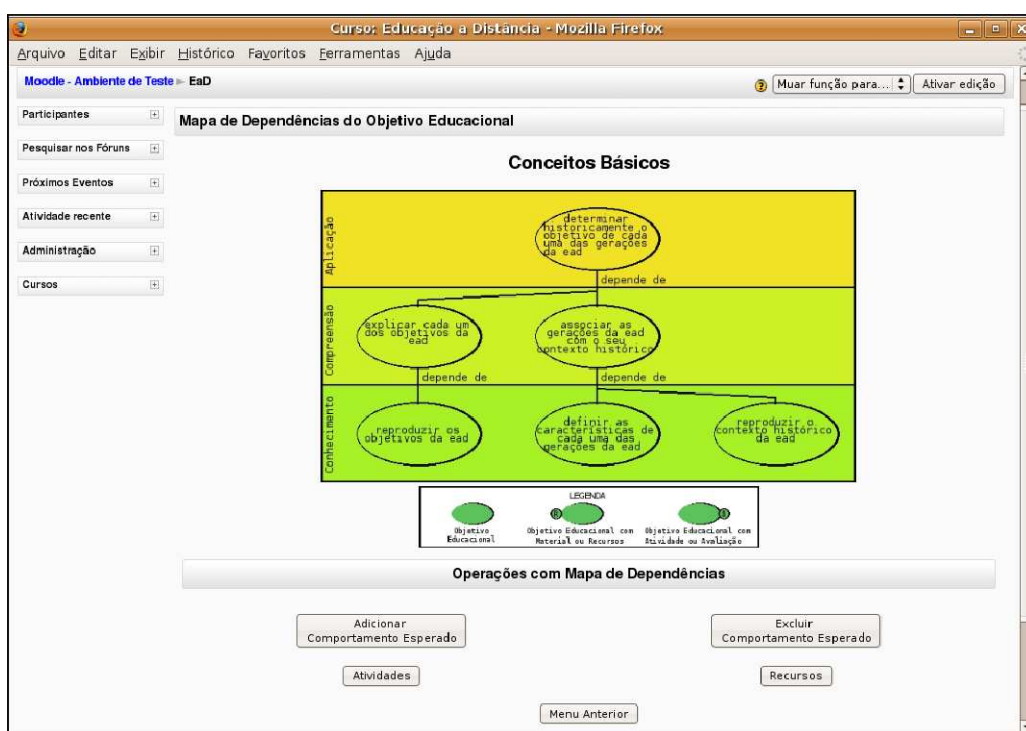 Curso: Educação a Distância - Mozilla Firefox
Arquivo Editar Exibir Histórico Favoritos Ferramentas Ajuda
Moodle - Ambiente de Teste ► EaD
Muar função para...
Ativar edição
Participantes
Pesquisar nos Fóruns
Próximos Eventos
Atividade recente
Administração
Cursos
Mapa de Dependências do Objetivo Educacional
Conceitos Básicos
Aplicação
determinar
historicamente o
objetivo de cada
uma das gerações
da ead
depende de
Compreensão
explicar cada um
dos objetivos da
ead
associar as
gerações da ead
com o seu
contexto histórico
depende de
depende de
Conhecimento
reproduzir os
objetivos da ead
definir as
características de
cada uma das
gerações da ead
reproduzir o
contexto histórico
da ead
LEGENDA
Objetivo
Educacional
R
Objetivo Educacional com
Material ou Recursos
Objetivo Educacional com
Atividade ou Avaliação
Operações com Mapa de Dependências
Adicionar
Comportamento Esperado
Excluir
Comportamento Esperado
Atividades
Recursos
Menu Anterior